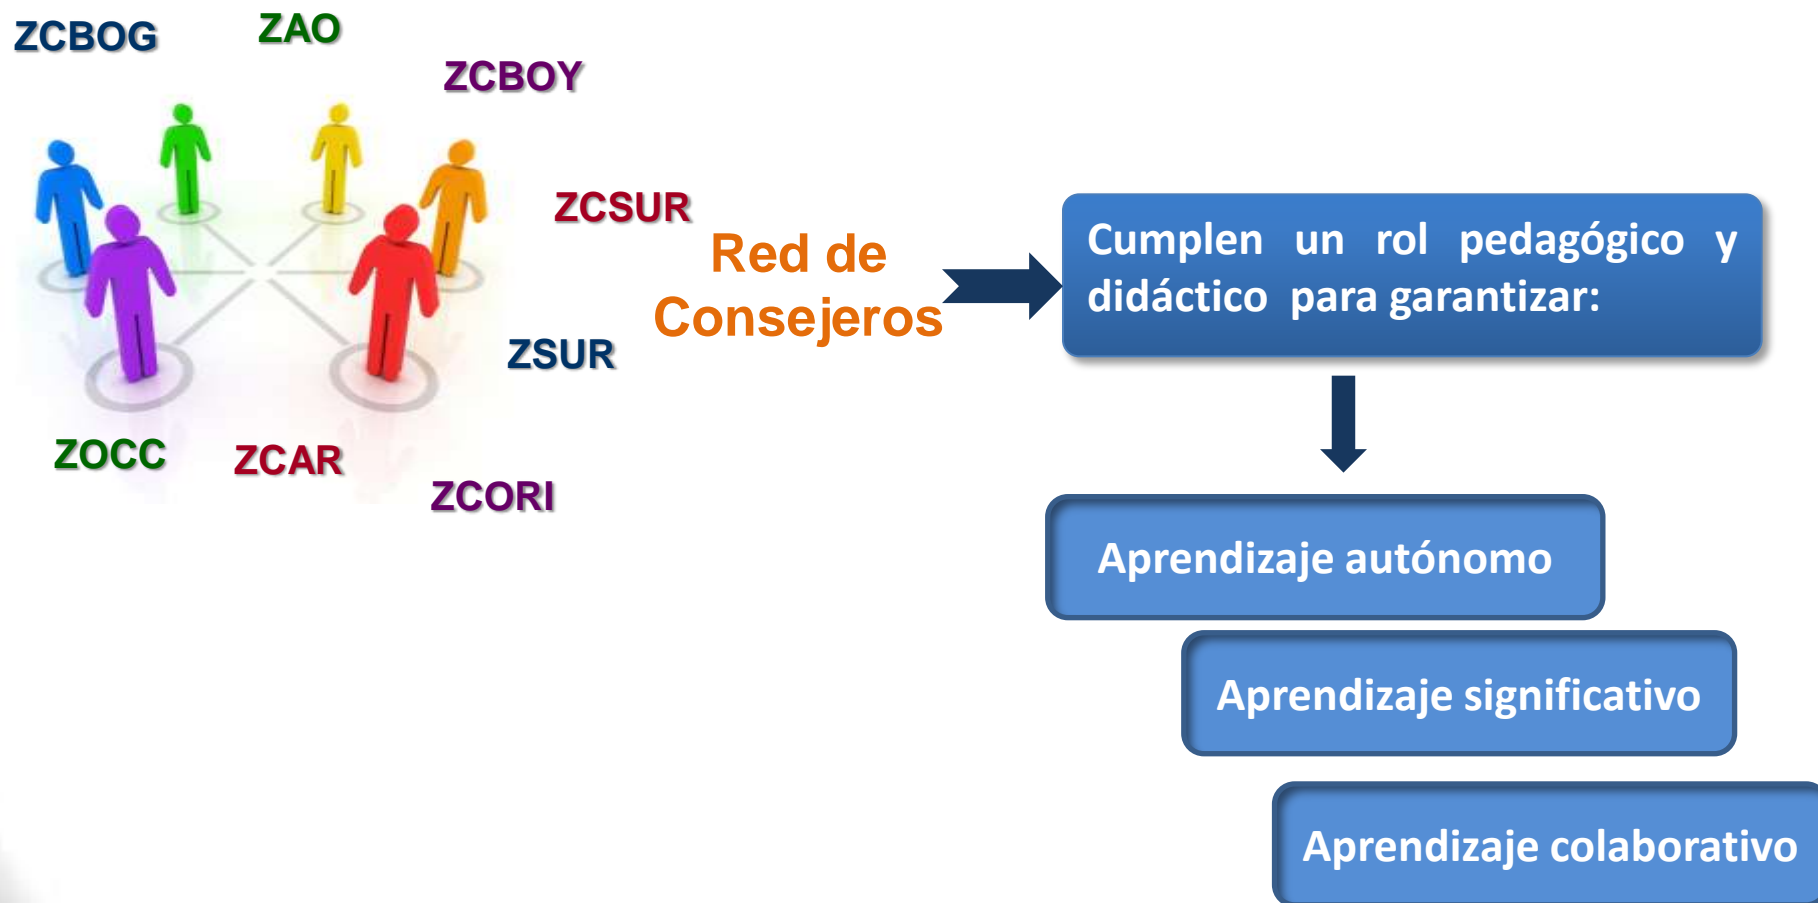 ZCBOG
ZAO
ZCBOY
ZCSUR
ZSUR
ZOCC
ZCAR
ZCORI
Red de
Consejeros
Cumplen un rol pedagógico y
didáctico para garantizar:
Aprendizaje autónomo
Aprendizaje significativo
Aprendizaje colaborativo